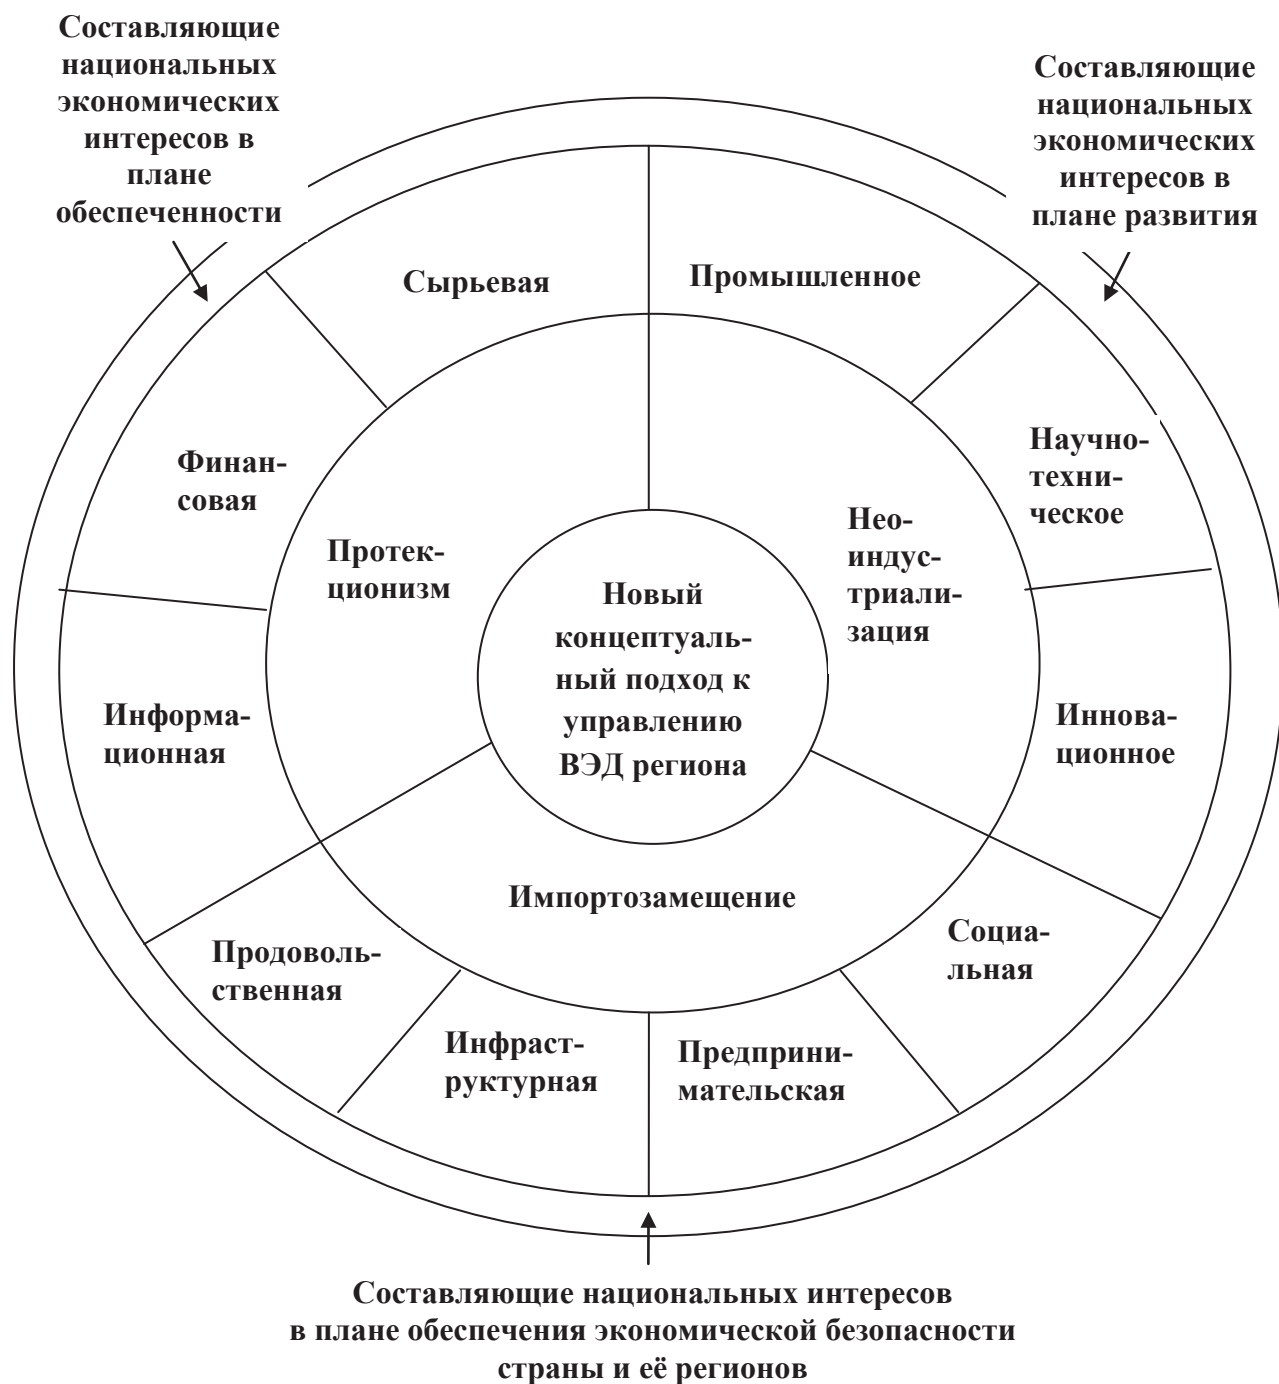 Составляющие
национальных
экономических
интересов в
плане
обеспеченности
Составляющие
национальных
экономических
интересов в
плане развития
Сырьевая
Промышленное
Финан-
совая
Научно-
техни-
ческое
Протек-
ционизм
Нео-
индус-
триали-
зация
Новый
концептуаль-
ный подход к
управлению
ВЭД региона
Информа-
ционная
Иннова-
ционное
Импортозамещение
Продоволь-
ственная
Социа-
льная
Инфраст-
руктурная
Предприни-
мательская
Составляющие национальных интересов
в плане обеспечения экономической безопасности
страны и её регионов